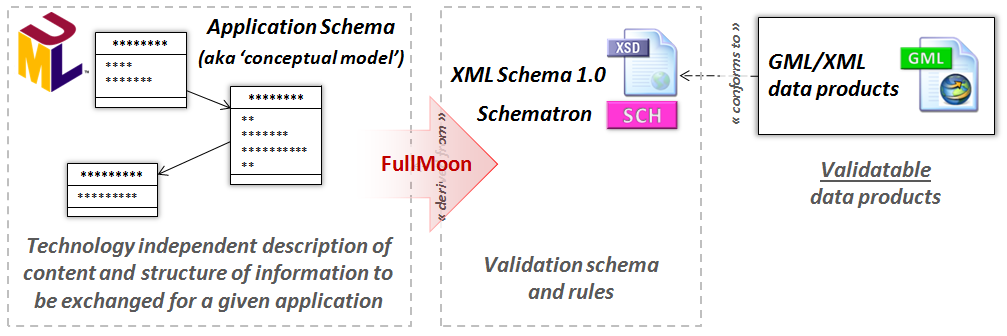 UML
™
Application Schema
(aka ‘conceptual model’)
********
****
*******
********
**
*******
**********
**
*********
*********
Technology independent description of
content and structure of information to
be exchanged for a given application
FullMoon
« derived from »
XML Schema 1.0
XSD
Schematron
SCH
Validation schema
and rules
« conforms to »
GML/XML
data products
GML
Validatable
data products